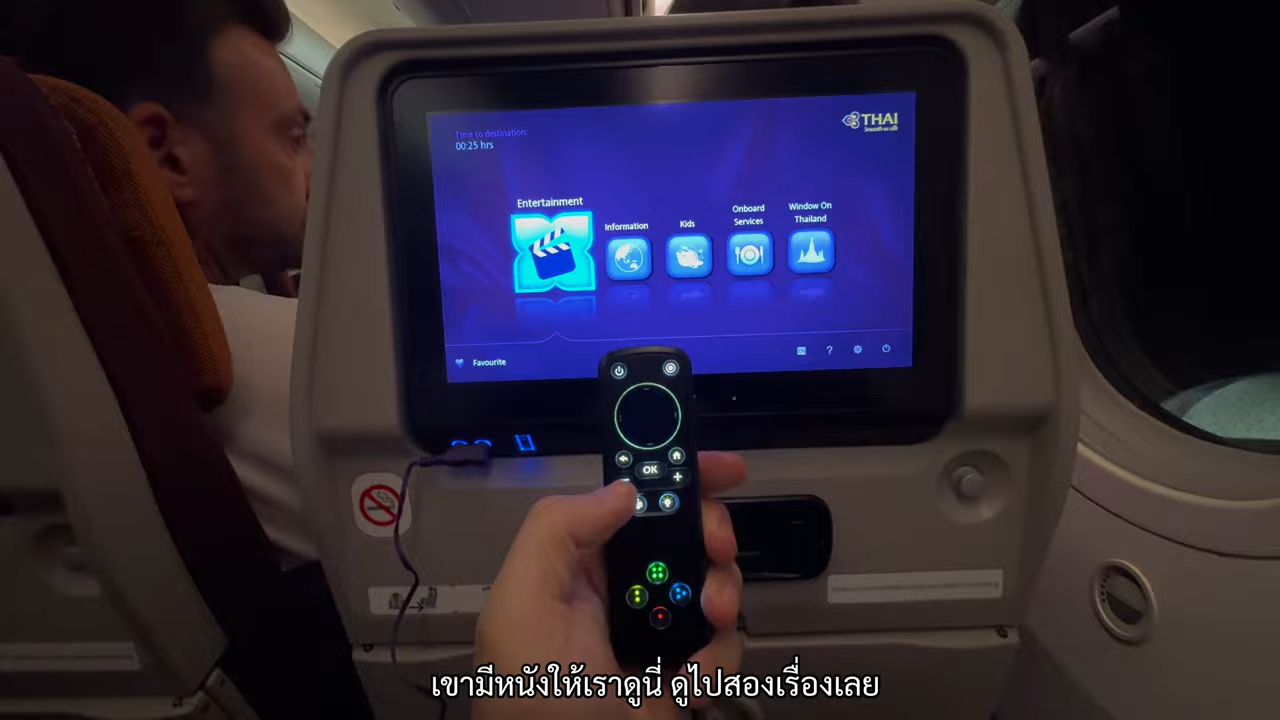 Time to destination:
00:25 hrs
THAI
Smooth as silk
Entertainment
Information
Kids
Onboard
Services
Window On
Thailand
Favourite
?
OK
+
เขามีหนังให้เราดูนี่ ดูไปสองเรื่องเลย